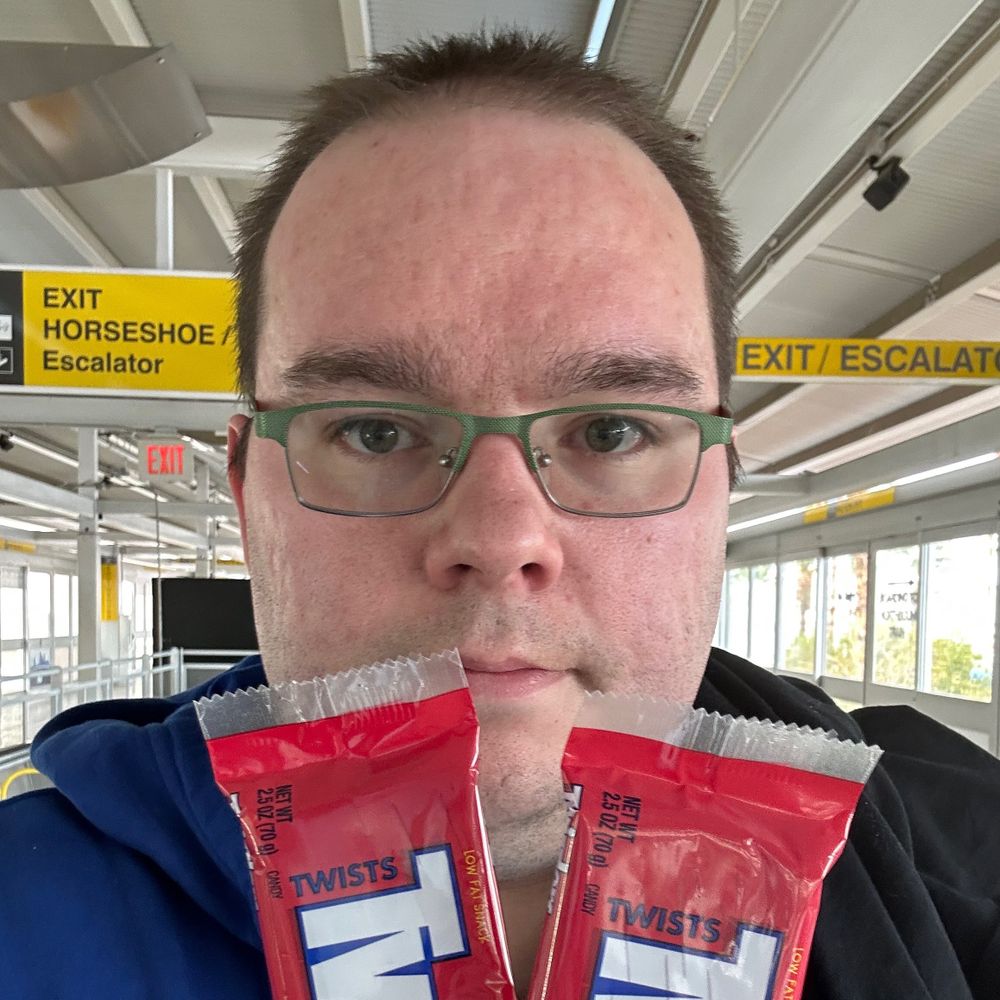 EXIT
HORSESHOE /
Escalator
EXIT / ESCALATO
EXIT
NET WT
2.5 OZ (70 g)
CANDY
TWISTS
LOW FAT SNACK
NET WT
2.5 OZ (70 g)
CANDY
TWISTS
LOW FA